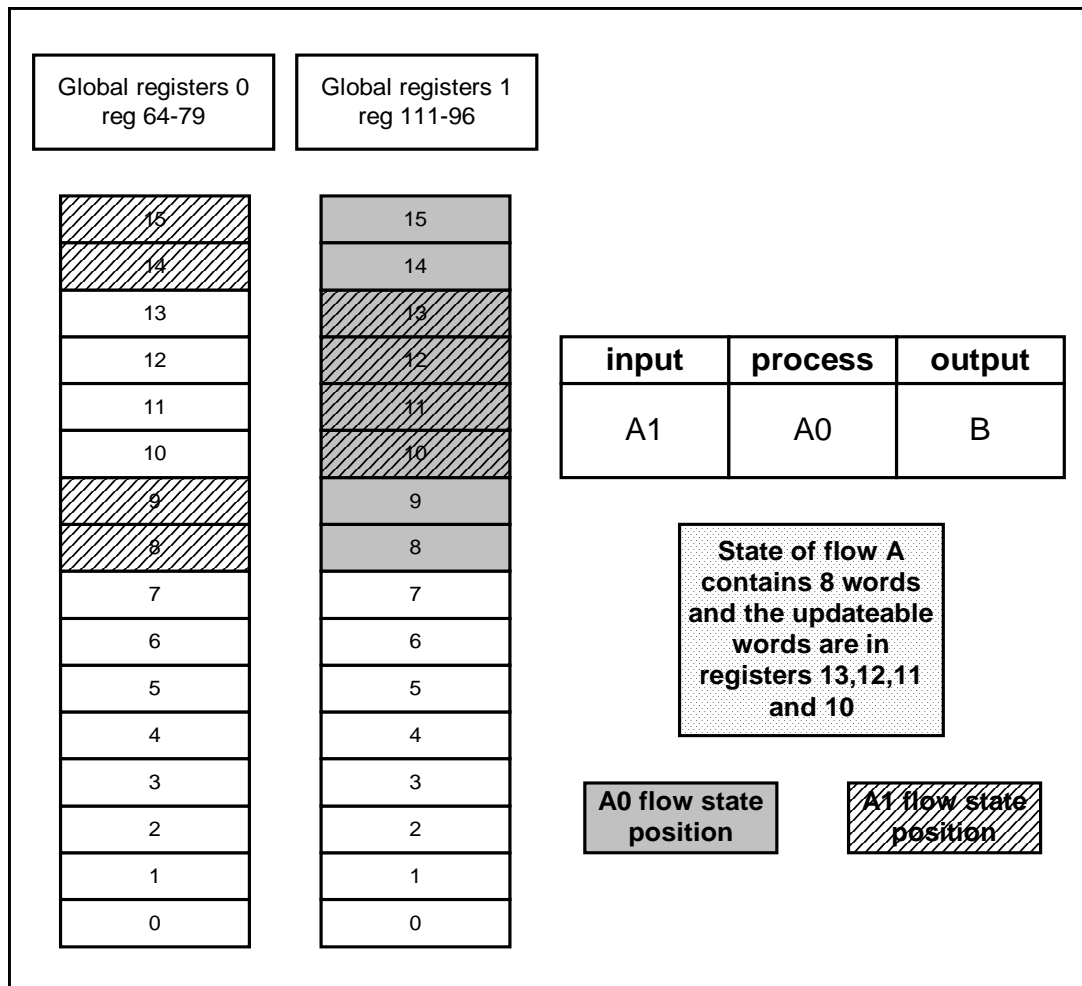 Global registers 0
reg 64-79
Global registers 1
reg 111-96
15
14
13
12
11
10
9
8
7
6
5
4
3
2
1
0
15
14
13
12
11
10
9
8
7
6
5
4
3
2
1
0
input process output
A1 A0 B
State of flow A
contains 8 words
and the updateable
words are in
registers 13,12,11
and 10
A0 flow state
position
A1 flow state
position